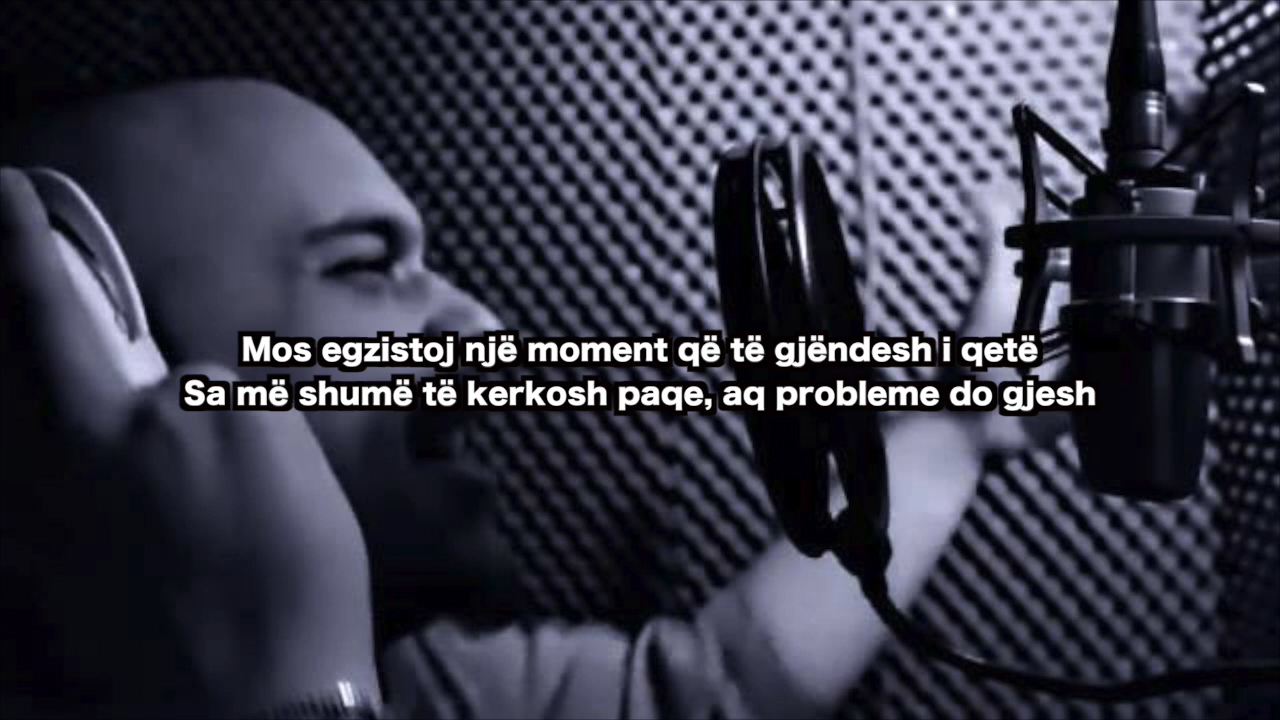 Mos egzistoj një moment që të gjëndesh i qetë
Sa më shumë të kerkosh paqe, aq probleme do gjesh